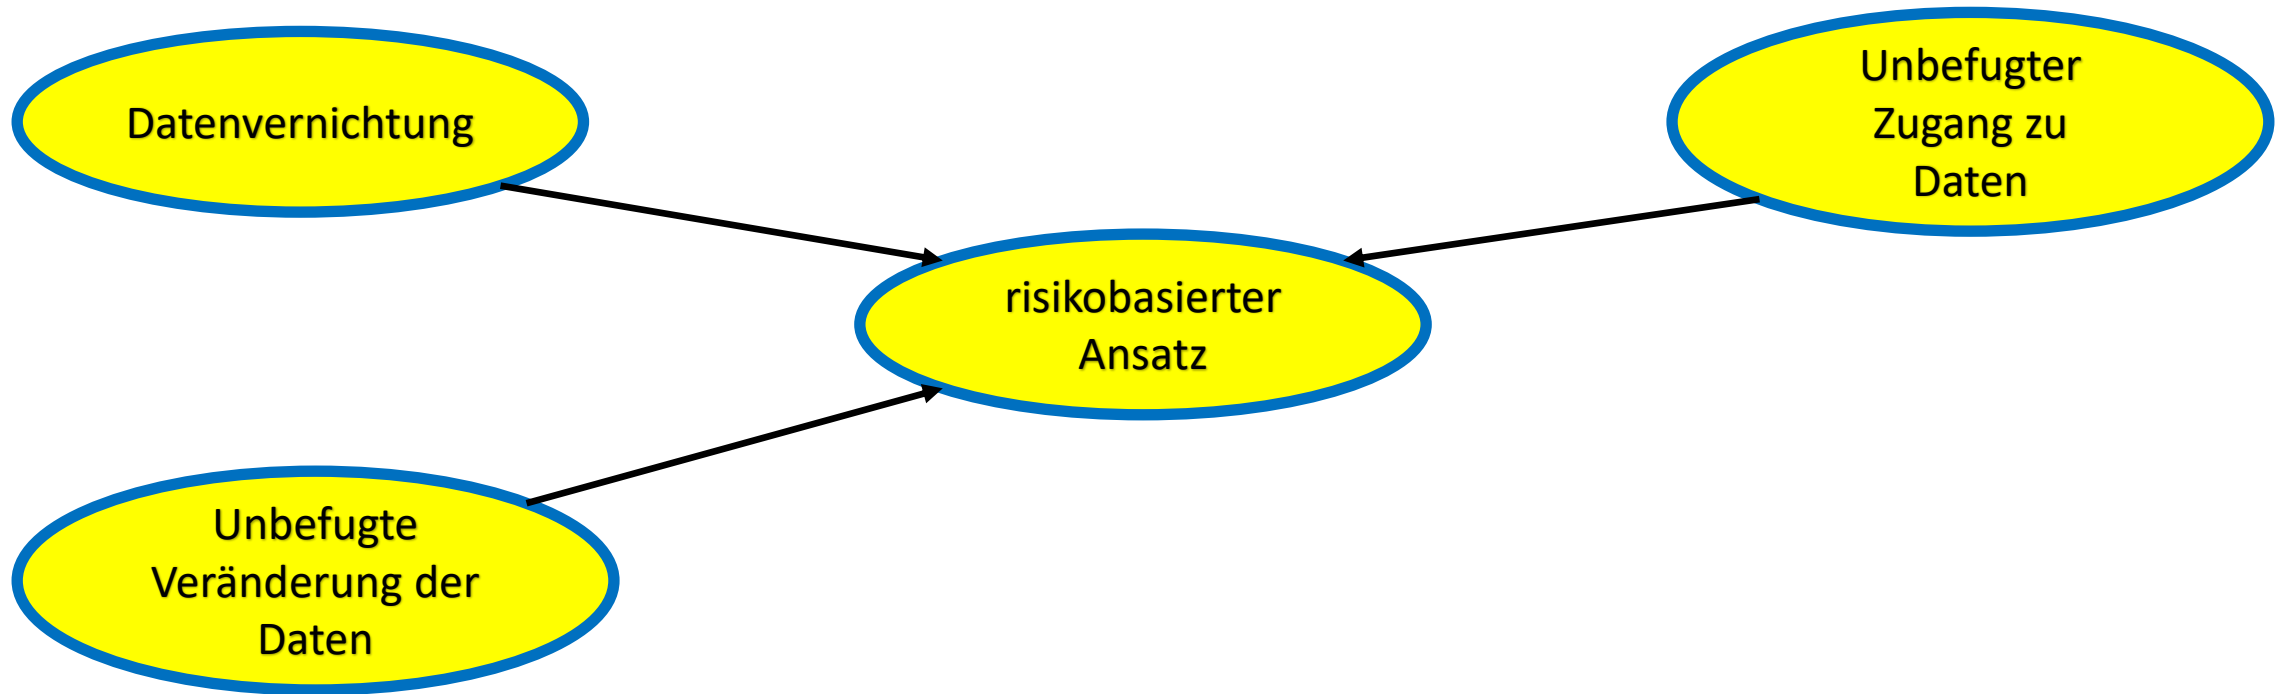 Datenvernichtung
Unbefugter
Zugang zu
Daten
risikobasierter
Ansatz
Unbefugte
Veränderung der
Daten